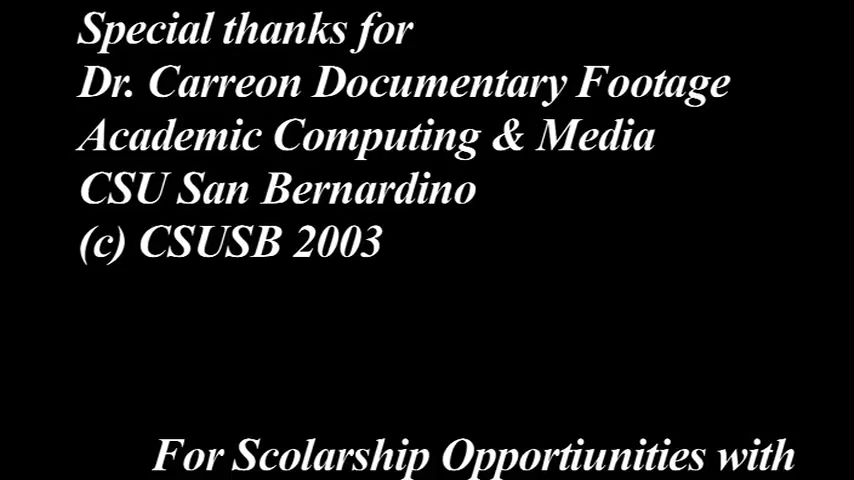 Special thanks for
Dr. Carreon Documentary Footage
Academic Computing & Media
CSU San Bernardino
(c) CSUSB 2003
For Scolarship Opportiunities with